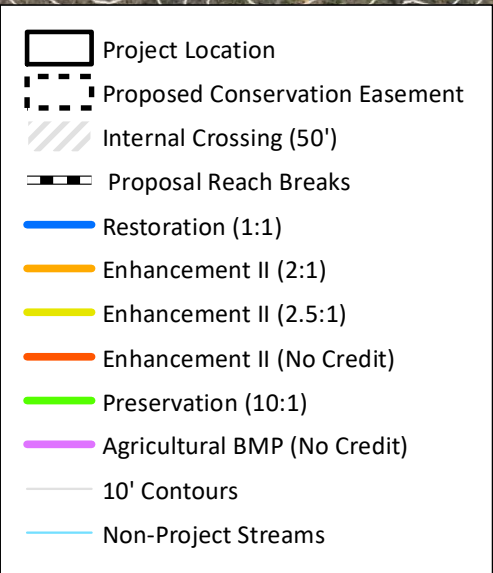 Project Location
Proposed Conservation Easement
Internal Crossing (50')
Proposal Reach Breaks
Restoration (1:1)
Enhancement II (2:1)
Enhancement II (2.5:1)
Enhancement II (No Credit)
Preservation (10:1)
Agricultural BMP (No Credit)
10' Contours
Non-Project Streams